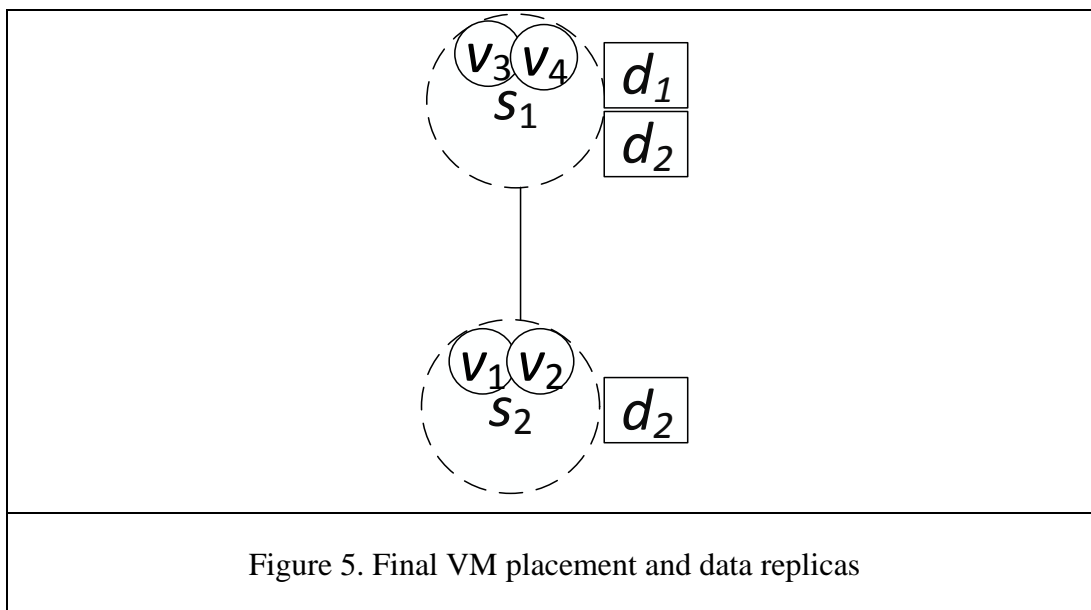 v3 v4
s1
d1
d2
v1 v2
s2
d2
Figure 5. Final VM placement and data replicas